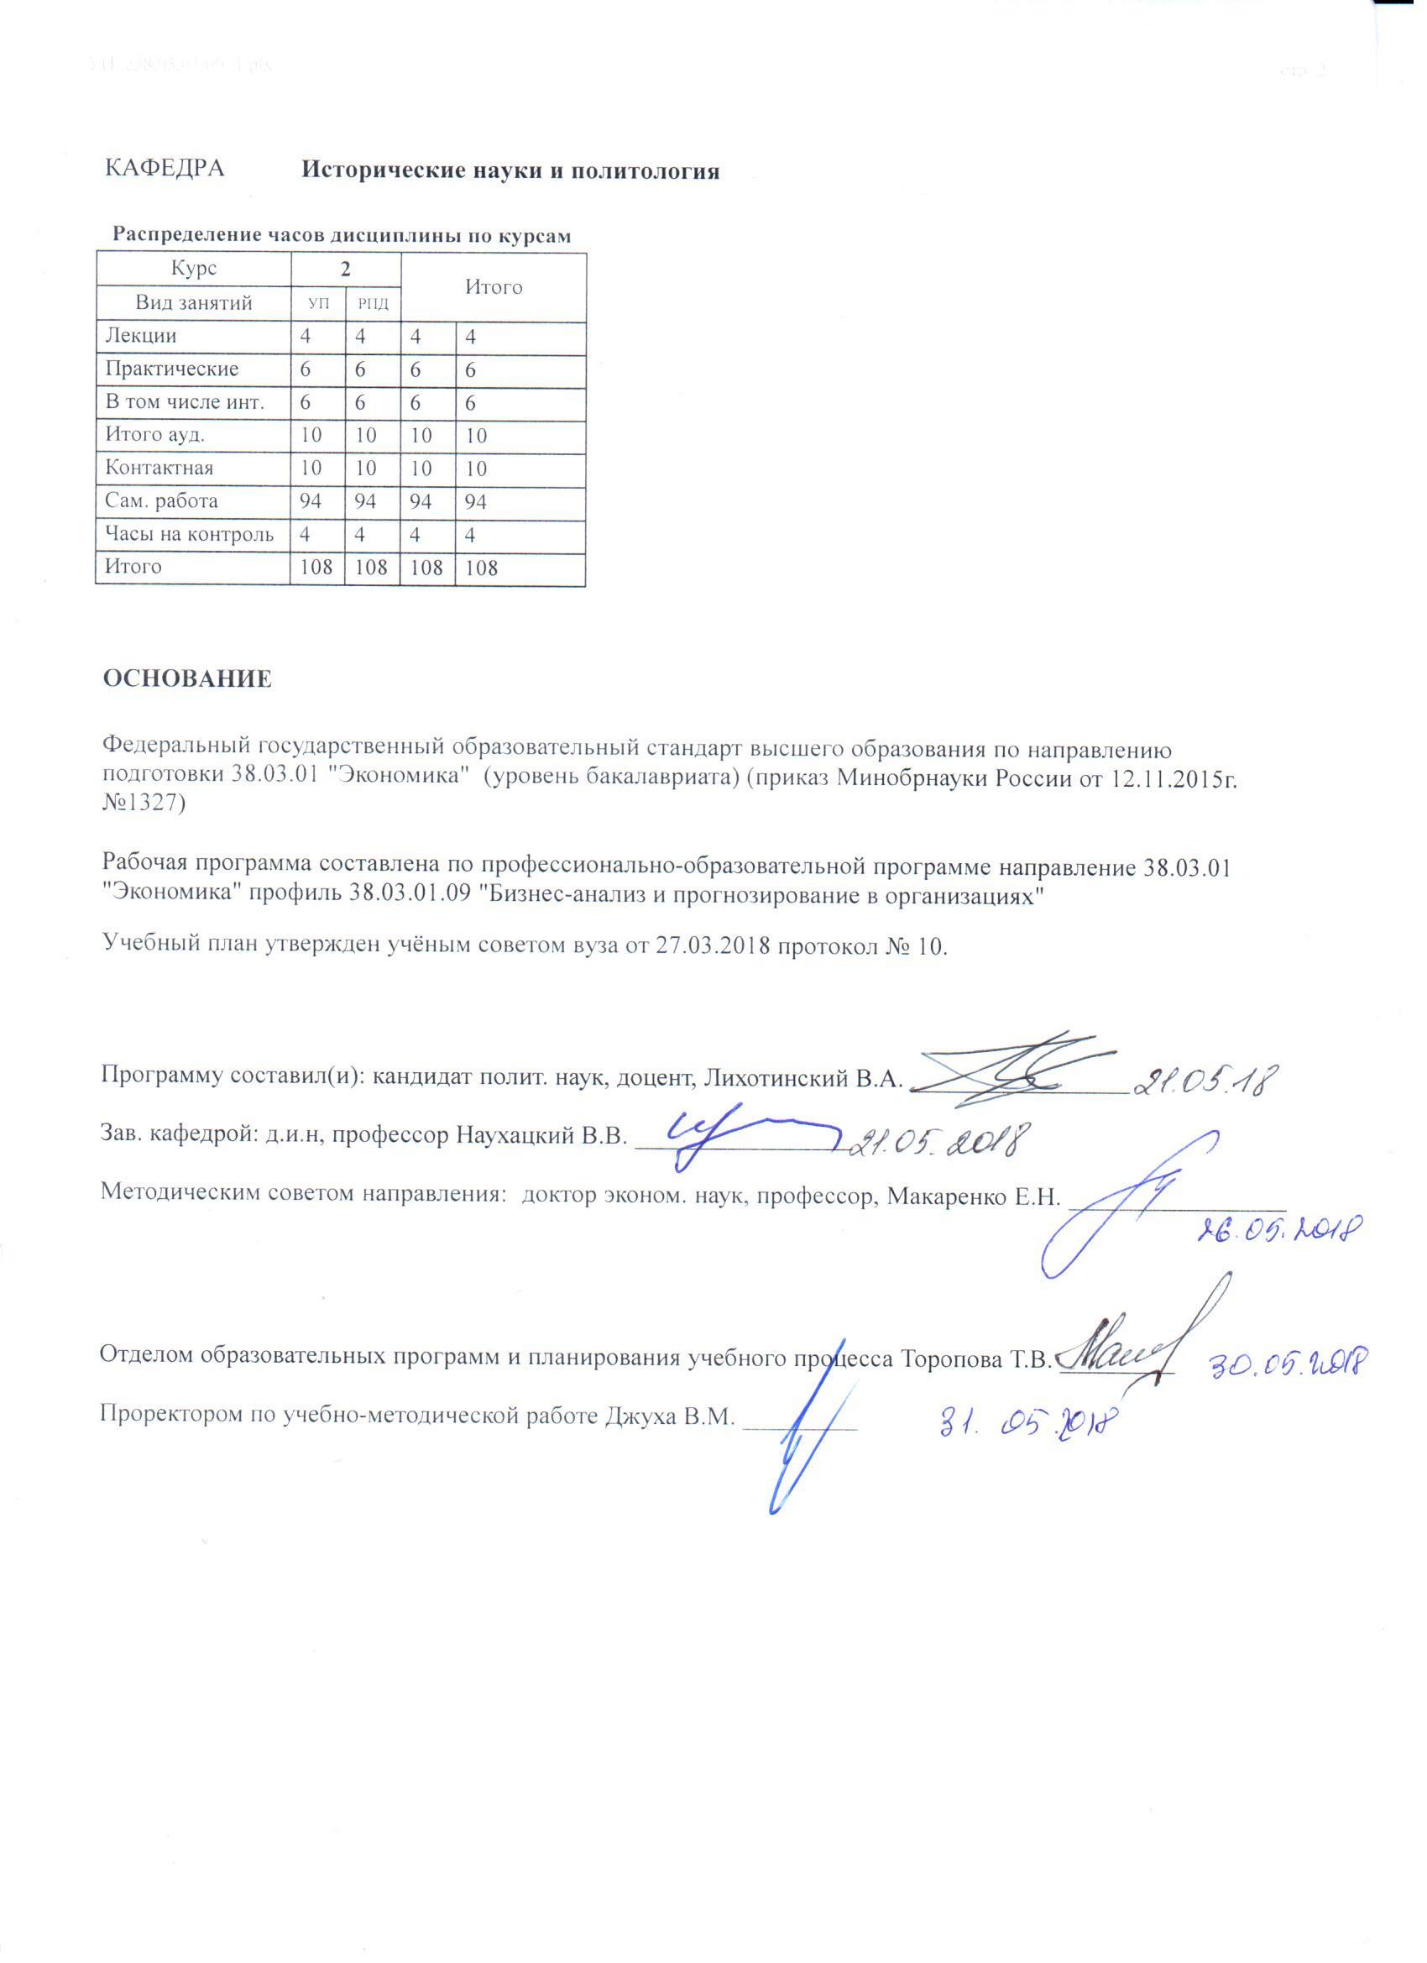 КАФЕДРА Исторические науки и политология
Распределение часов дисциплины по курсам
Курс 2 Итого
Вид занятий УП РПД
Лекции 4 4 4 4
Практические 6 6 6 6
В том числе инт. 6 6 6 6
Итого ауд. 10 10 10 10
Контактная 10 10 10 10
Сам. работа 94 94 94 94
Часы на контроль 4 4 4 4
Итого 108 108 108 108
ОСНОВАНИЕ
Федеральный государственный образовательный стандарт высшего образования по направлению
подготовки 38.03.01 "Экономика" (уровень бакалавриата) (приказ Минобрнауки России от 12.11.2015г.
№1327)
Рабочая программа составлена по профессионально-образовательной программе направление 38.03.01
"Экономика" профиль 38.03.01.09 "Бизнес-анализ и прогнозирование в организациях"
Учебный план утвержден учёным советом вуза от 27.03.2018 протокол № 10.
Программу составил(и): кандидат полит. наук, доцент, Лихотинский В.А. 21.05.18
Зав. кафедрой: д.и.н, профессор Наухацкий В.В. 21.05.2018
Методическим советом направления: доктор эконом. наук, профессор, Макаренко Е.Н.
26.05.2018
Отделом образовательных программ и планирования учебного процесса Торопова Т.В. 30.05.2018
Проректором по учебно-методической работе Джуха В.М. 31.05.2018